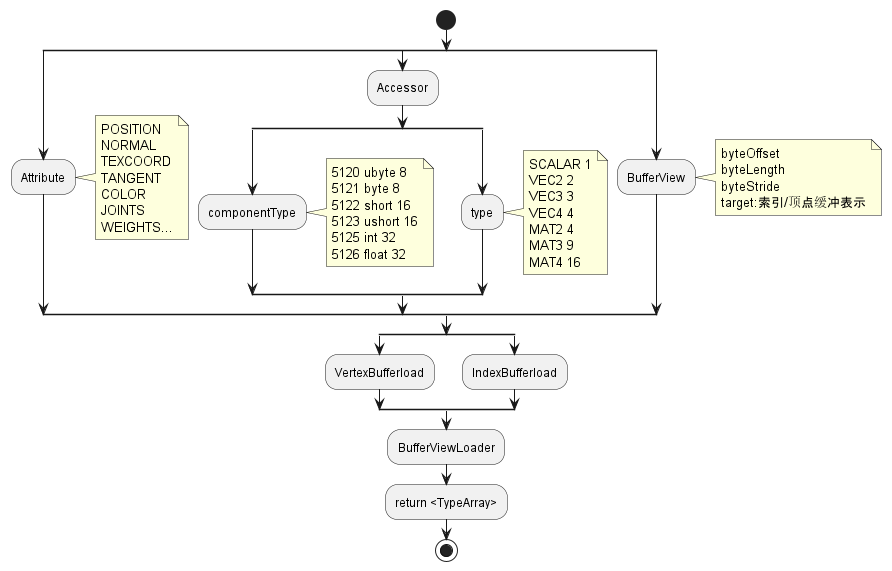 Accessor
Attribute
POSITION
NORMAL
TEXCOORD
TANGENT
COLOR
JOINTS
WEIGHTS...
componentType
5120 ubyte 8
5121 byte 8
5122 short 16
5123 ushort 16
5125 int 32
5126 float 32
type
SCALAR 1
VEC2 2
VEC3 3
VEC4 4
MAT2 4
MAT3 9
MAT4 16
BufferView
byteOffset
byteLength
byteStride
target:索引/顶点缓冲表示
VertexBufferload
IndexBufferload
BufferViewLoader
return <TypeArray>